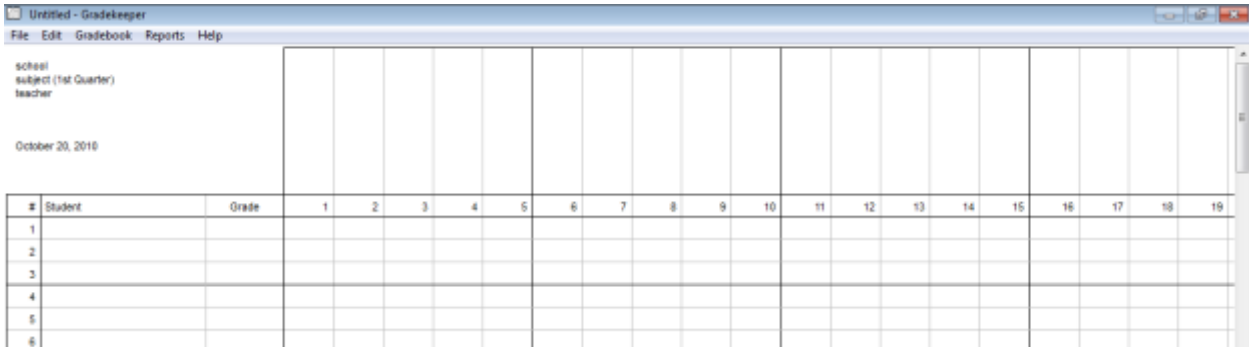 Untitled - Gradekeeper
File Edit Gradebook Reports Help
school
subject (1st Quarter)
teacher
October 20, 2010
# Student Grade 1 2 3 4 5 6 7 8 9 10 11 12 13 14 15 16 17 18 19
1
2
3
4
5
6